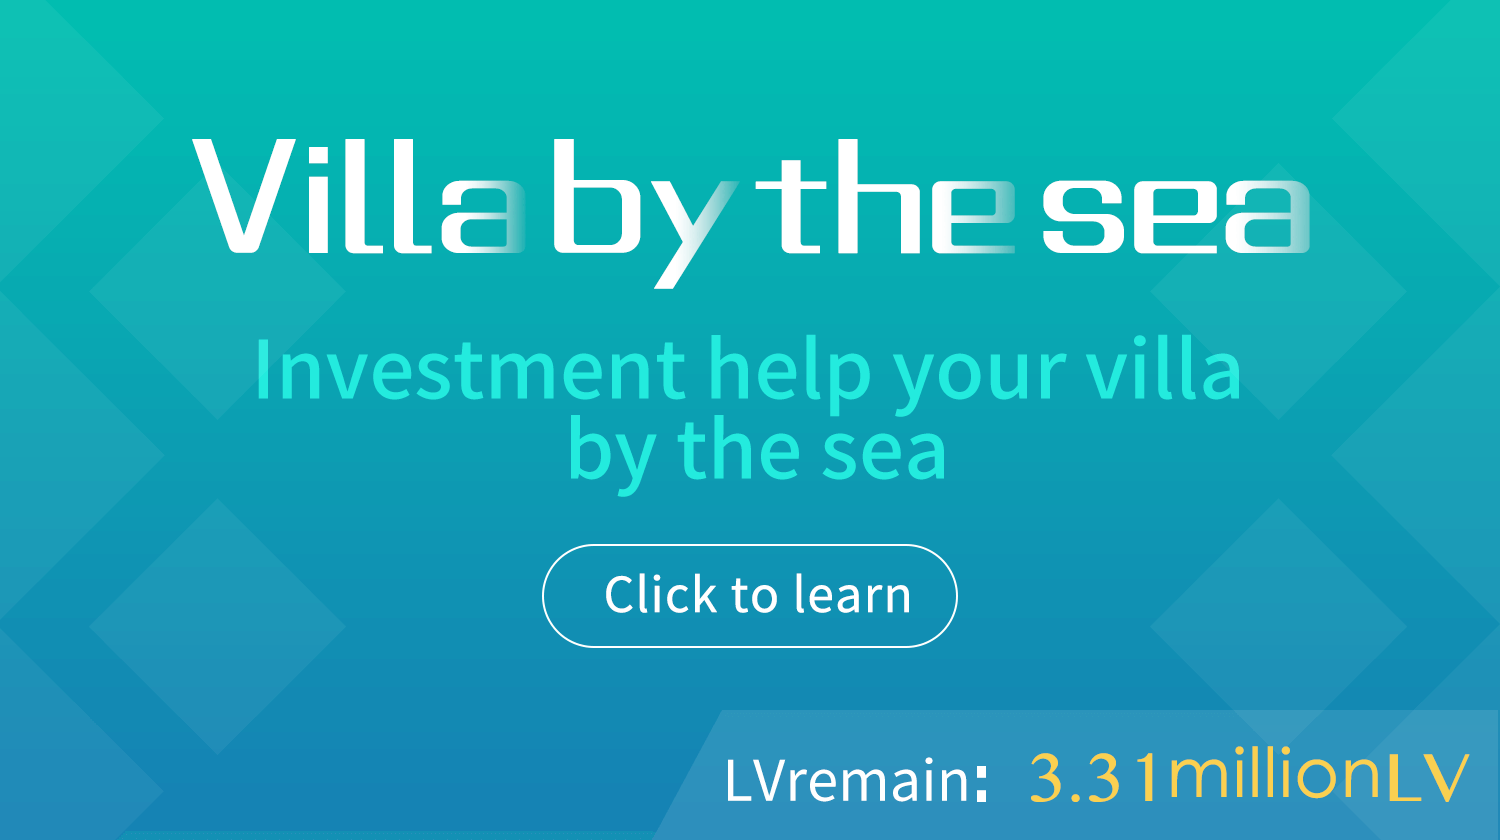 Villa by the sea
Investment help your villa
by the sea
Click to learn
LVremain: 3.31millionLV